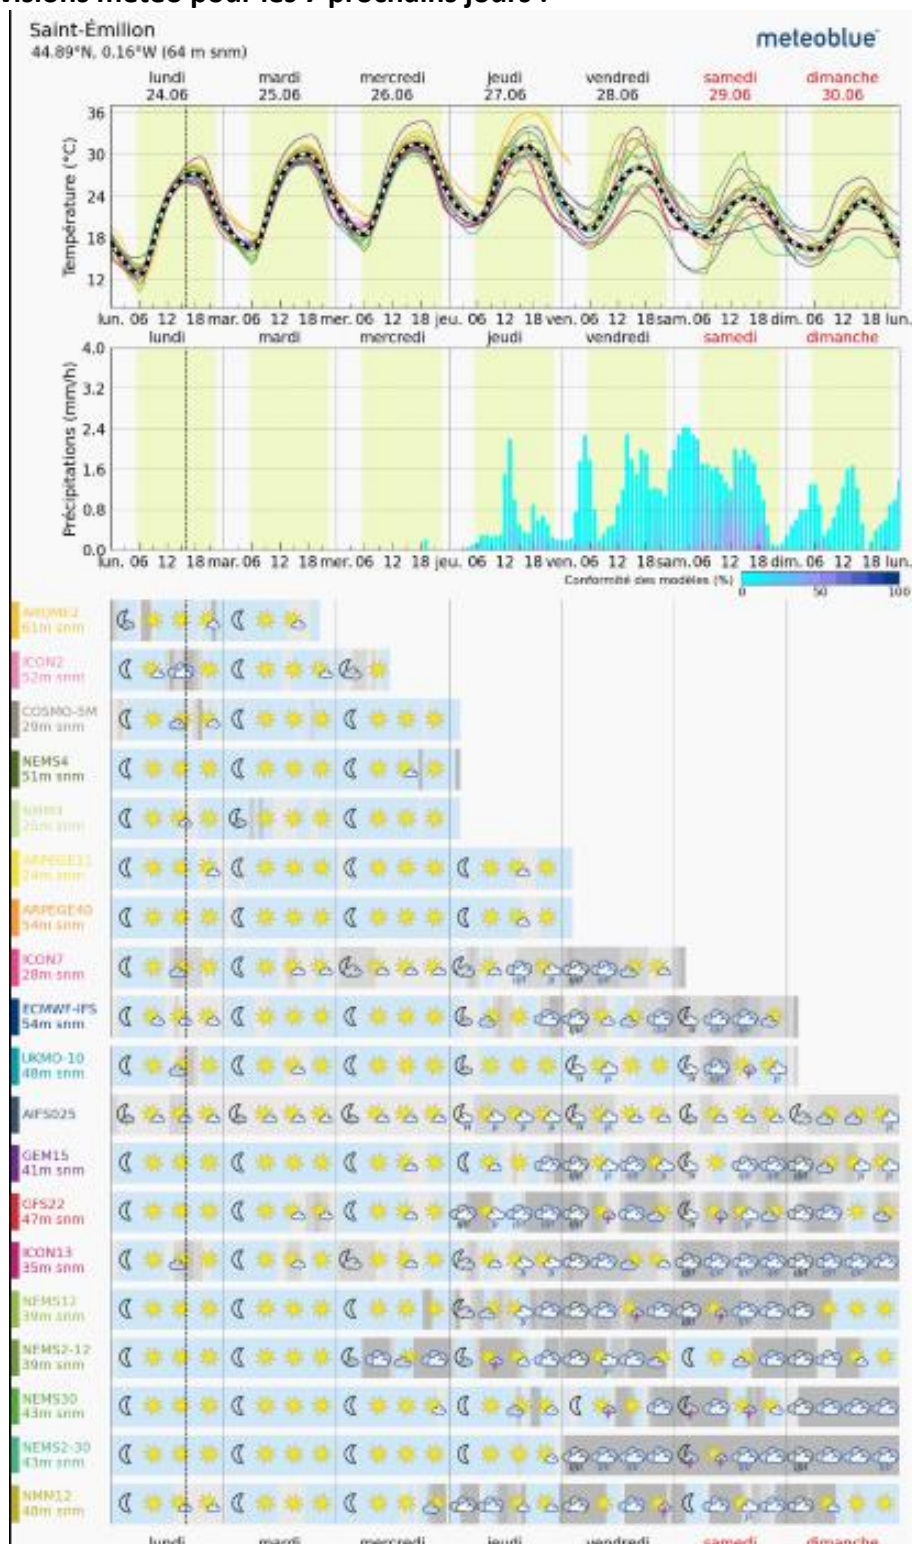 visions météo pour les 7 prochains jours :
Saint-Émilion
44.89°N, 0.16°W (64 m snm)
meteoblue
lundi mardi mercredi jeudi vendredi samedi dimanche
24.06 25.06 26.06 27.06 28.06 29.06 30.06
Température (°C)
36
30
24
18
12
lun. 06 12 18 mar. 06 12 18 mer. 06 12 18 jeu. 06 12 18 ven. 06 12 18 sam. 06 12 18 dim. 06 12 18 lun.
lundi mardi mercredi jeudi vendredi samedi dimanche
Précipitations (mm/h)
4.0
3.2
2.4
1.6
0.8
0.0
lun. 06 12 18 mar. 06 12 18 mer. 06 12 18 jeu. 06 12 18 ven. 06 12 18 sam. 06 12 18 dim. 06 12 18 lun.
Conformité des modèles (%)
0 50 100
AROME2
61m snm
ICON2
52m snm
COSMO-5M
29m snm
NEMS4
51m snm
snm
ARPEGE11
24m snm
ARPEGE40
54m snm
ICON7
28m snm
ECMWF-IFS
54m snm
UKMO-10
48m snm
AIFS025
GEM15
41m snm
GFS22
47m snm
ICON13
35m snm
NEMS12
39m snm
NEMS2-12
39m snm
NEMS30
43m snm
NEMS2-30
43m snm
NMM12
48m snm
lundi mardi mercredi jeudi vendredi samedi dimanche